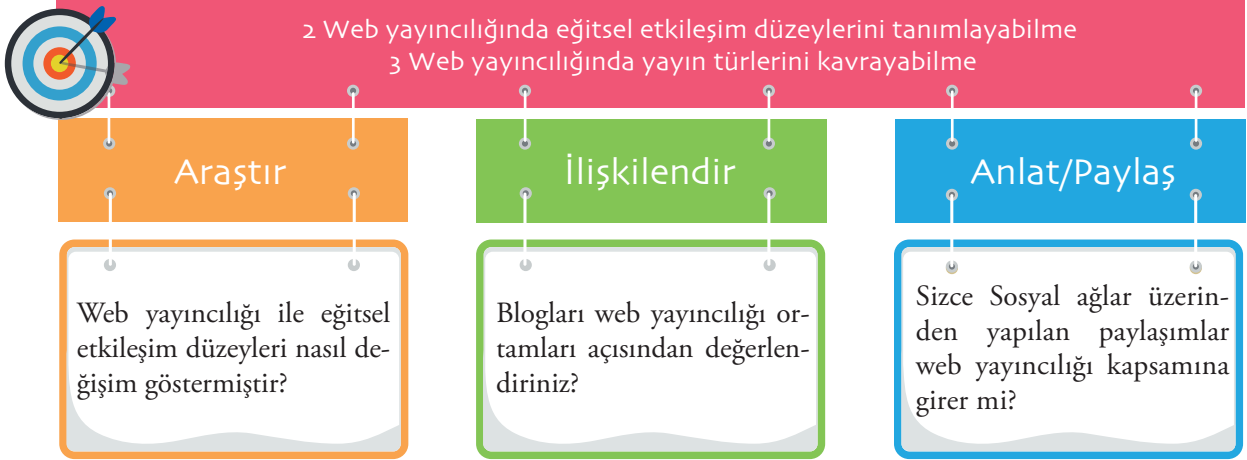 2 Web yayıncılığında eğitsel etkileşim düzeylerini tanımlayabilme
3 Web yayıncılığında yayın türlerini kavrayabilme
Araştır
Web yayıncılığı ile eğitsel
etkileşim düzeyleri nasıl de-
ğişim göstermiştir?
İlişkilendir
Blogları web yayıncılığı or-
tamları açısından değerlen-
diriniz?
Anlat/Paylaş
Sizce Sosyal ağlar üzerin-
den yapılan paylaşımlar
web yayıncılığı kapsamına
girer mi?